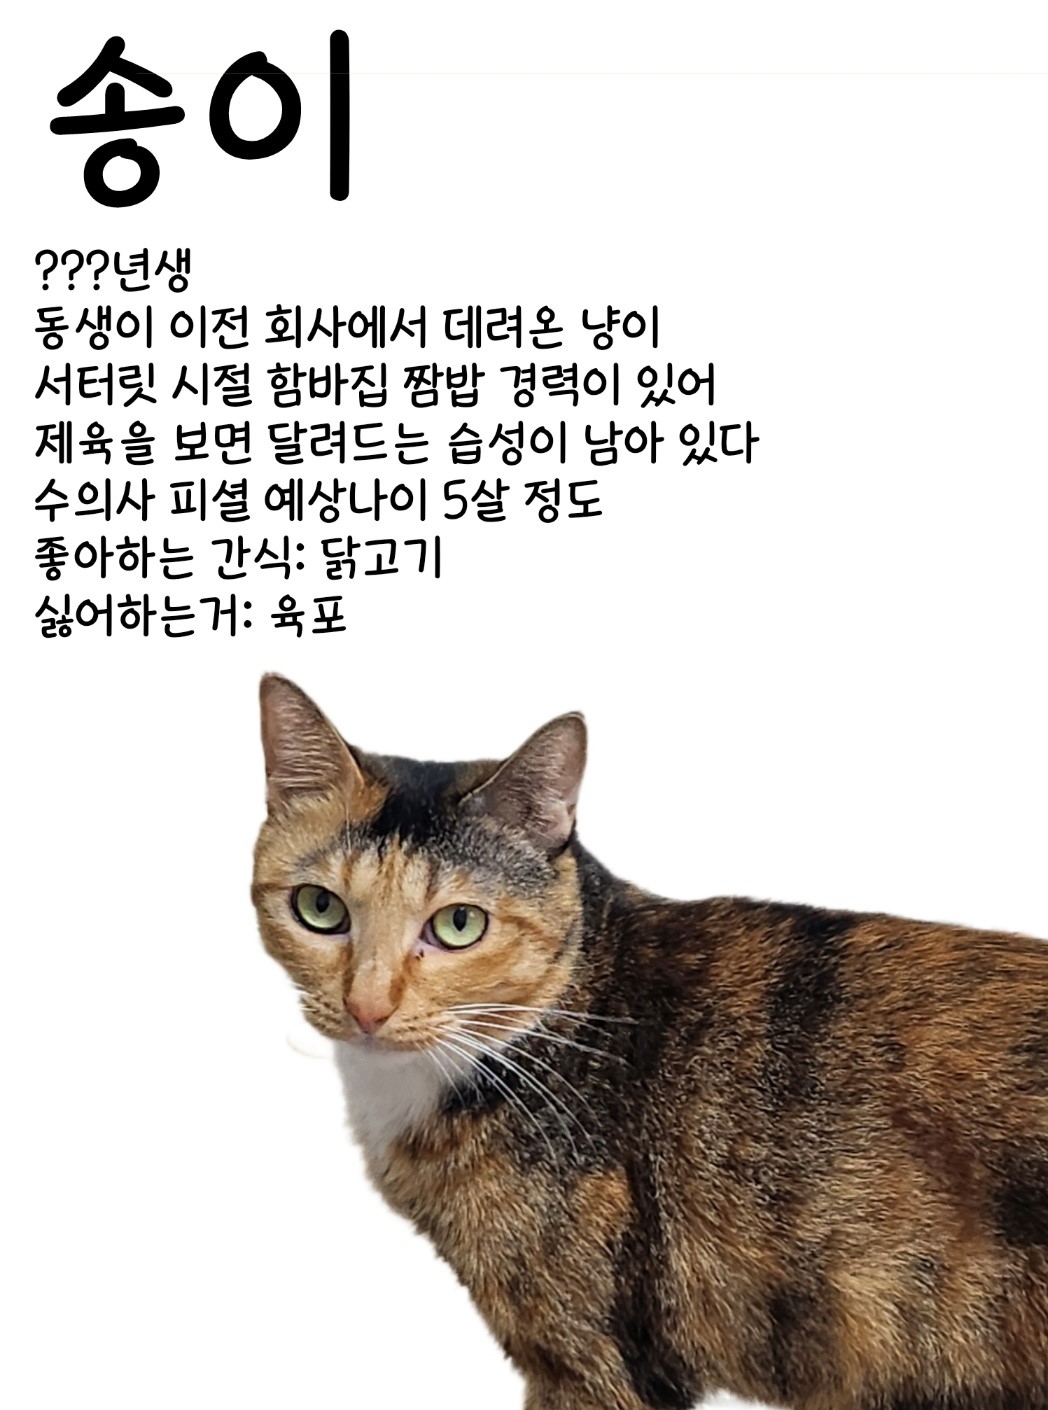 송이
???년생
동생이 이전 회사에서 데려온 냥이
서터릿 시절 함바집 짬밥 경력이 있어
제육을 보면 달려드는 습성이 남아 있다
수의사 피셜 예상나이 5살 정도
좋아하는 간식: 닭고기
싫어하는거: 육포